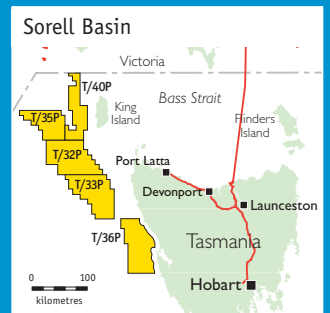 Sorell Basin
Victoria
T/40P
Bass Strait
King
Island
Flinders
Island
T/35P
T/32P
Port Latta
T/33P
Devonport
Launceston
T/36P
Tasmania
0 100
kilometres
Hobart